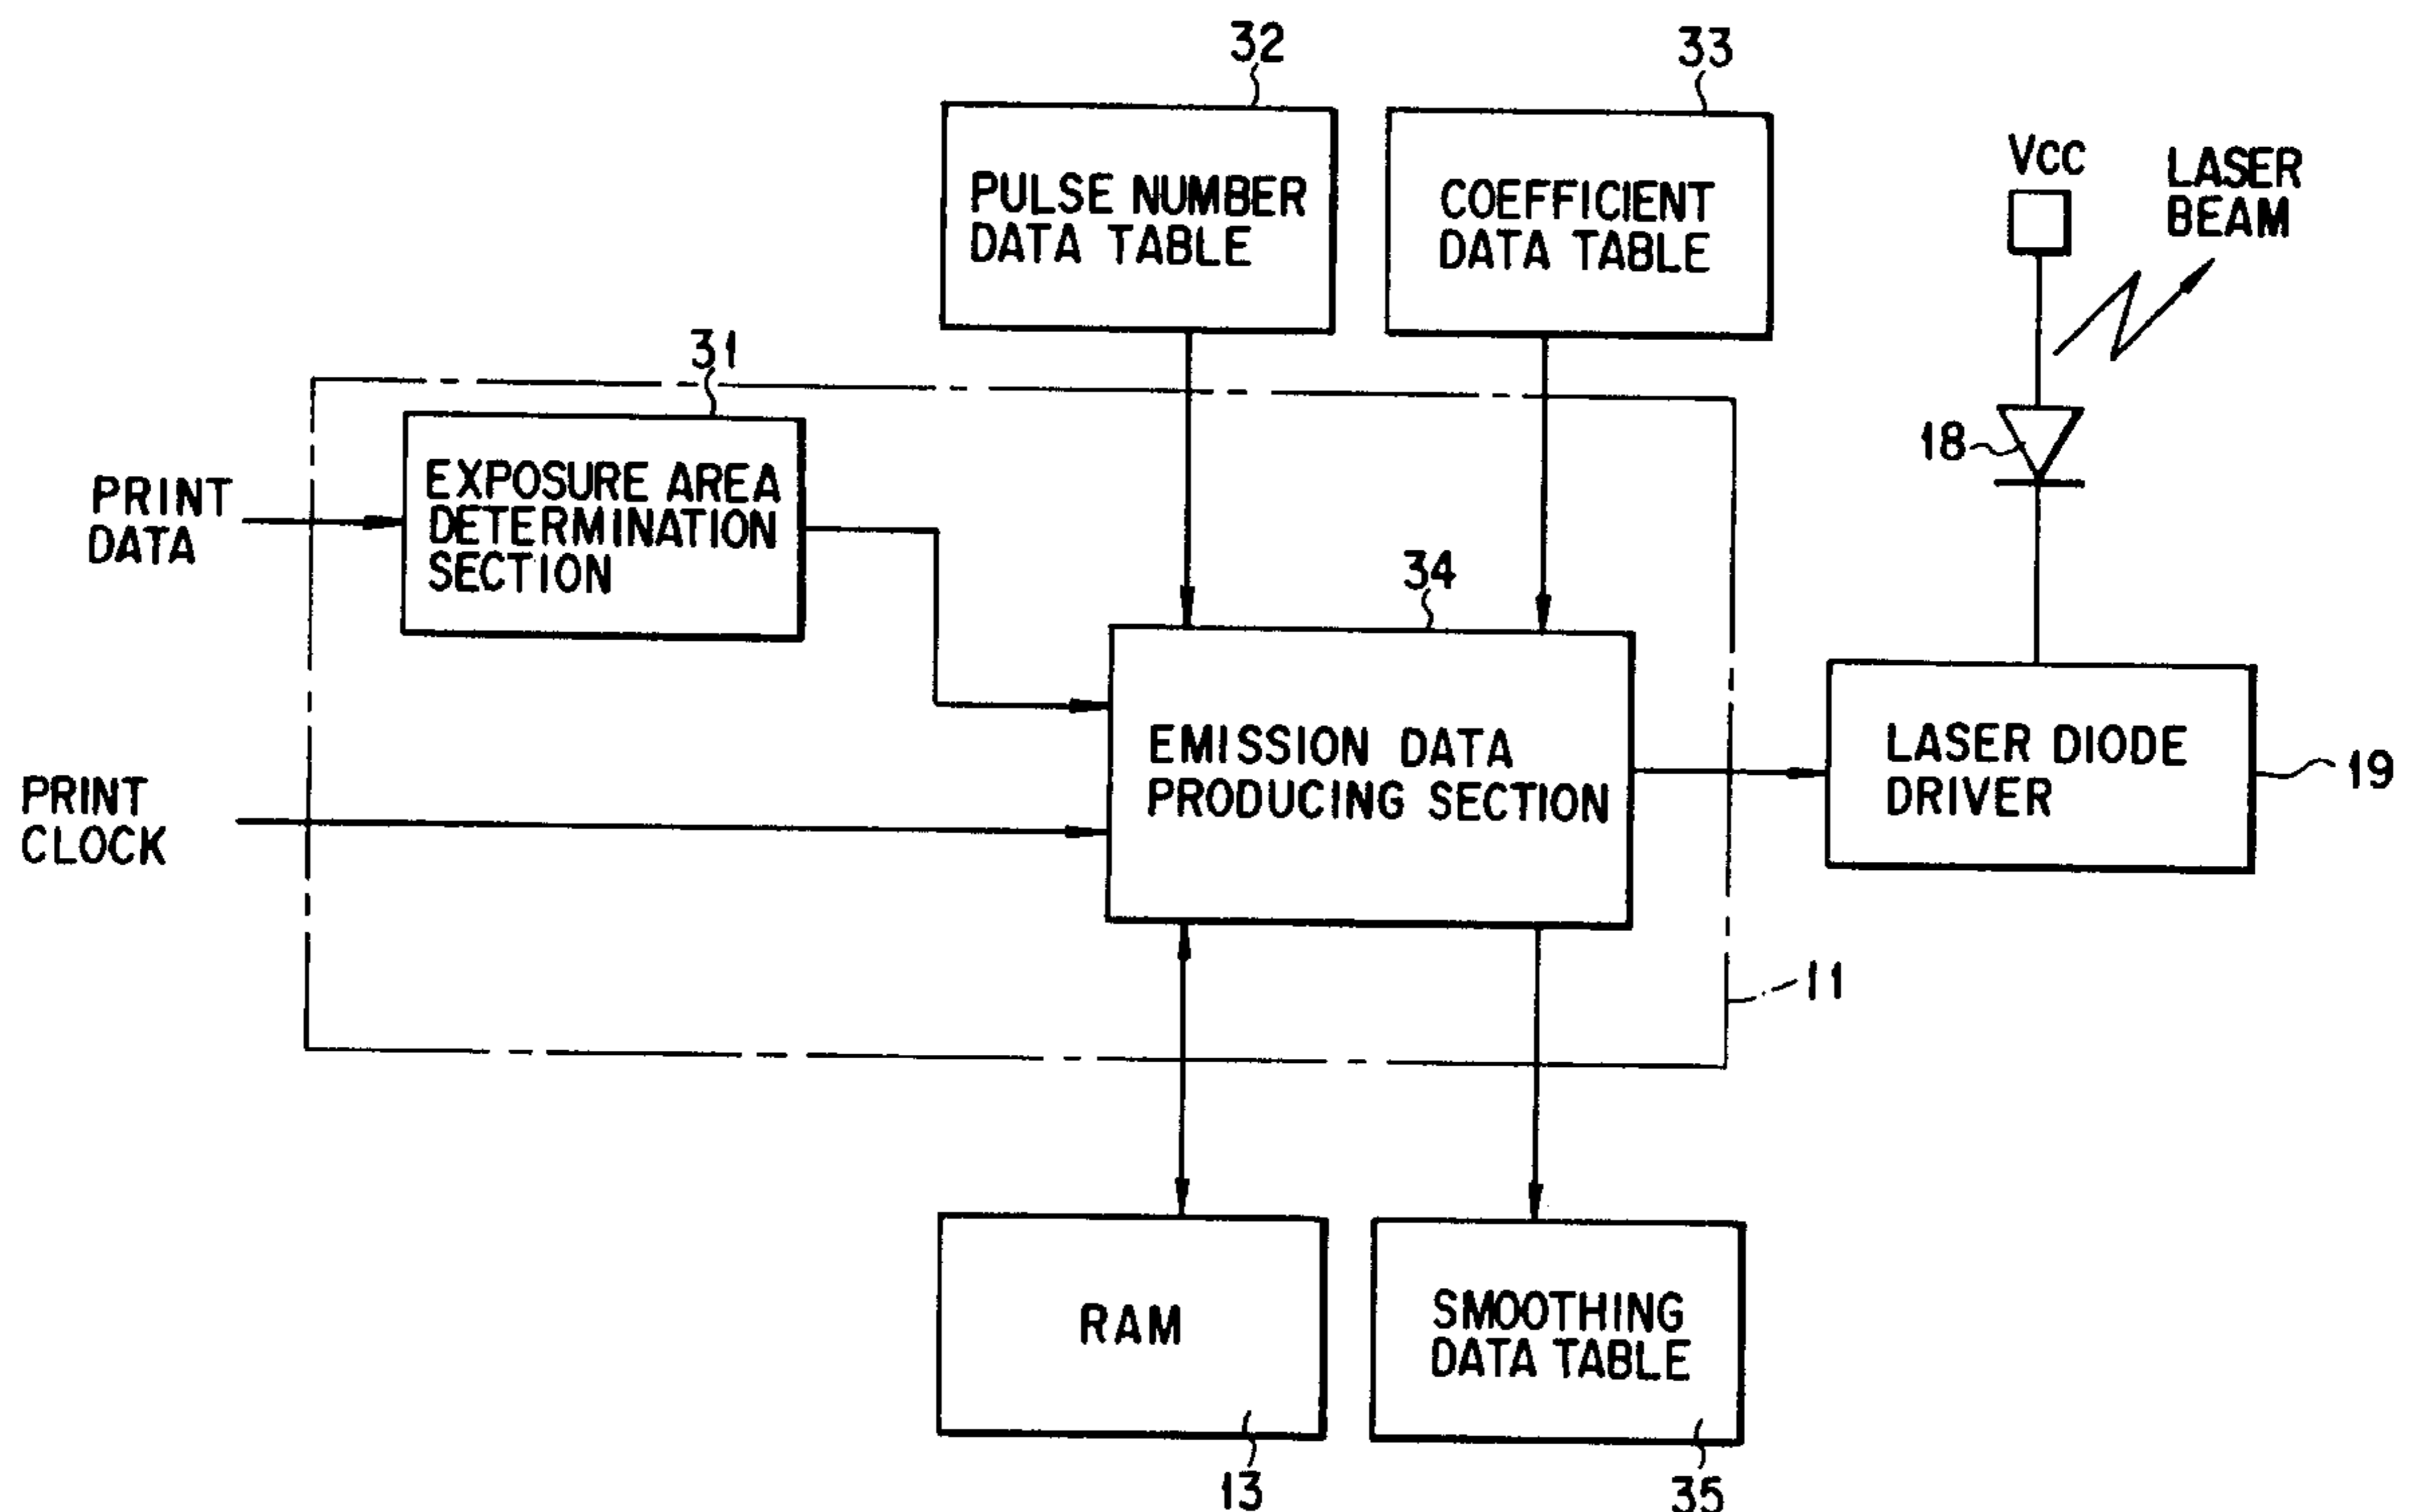 32
33
PULSE NUMBER
DATA TABLE
COEFFICIENT
DATA TABLE
VCC
LASER
BEAM
31
EXPOSURE AREA
DETERMINATION
SECTION
PRINT
DATA
18
34
EMISSION DATA
PRODUCING SECTION
LASER DIODE
DRIVER
19
PRINT
CLOCK
11
RAM
SMOOTHING
DATA TABLE
13
35